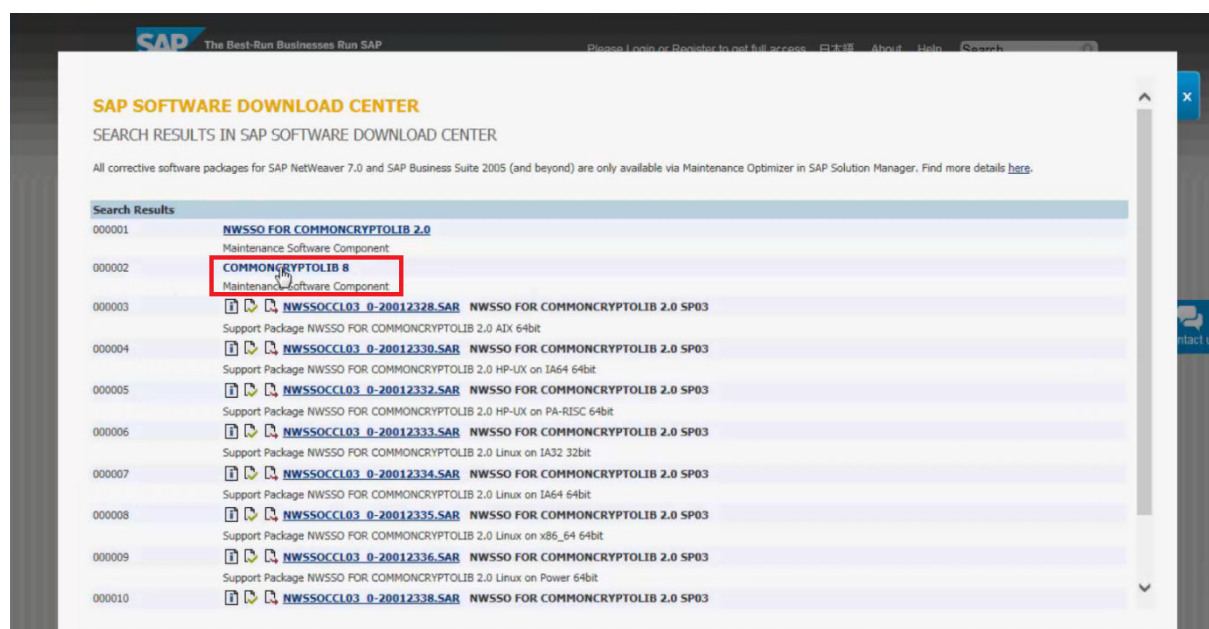 SAP The Best-Run Businesses Run SAP
Please Login or Register to get full access 日本語 About Help Search
x
SAP SOFTWARE DOWNLOAD CENTER
SEARCH RESULTS IN SAP SOFTWARE DOWNLOAD CENTER
All corrective software packages for SAP NetWeaver 7.0 and SAP Business Suite 2005 (and beyond) are only available via Maintenance Optimizer in SAP Solution Manager. Find more details here.
Search Results
000001 NWSSO FOR COMMONCRYPTOLIB 2.0
Maintenance Software Component
000002 COMMONCRYPTOLIB 8
Maintenance Software Component
000003 NWSSOCCL03_0-20012328.SAR NWSSO FOR COMMONCRYPTOLIB 2.0 SP03
Support Package NWSSO FOR COMMONCRYPTOLIB 2.0 AIX 64bit
000004 NWSSOCCL03_0-20012330.SAR NWSSO FOR COMMONCRYPTOLIB 2.0 SP03
Support Package NWSSO FOR COMMONCRYPTOLIB 2.0 HP-UX on IA64 64bit
000005 NWSSOCCL03_0-20012332.SAR NWSSO FOR COMMONCRYPTOLIB 2.0 SP03
Support Package NWSSO FOR COMMONCRYPTOLIB 2.0 HP-UX on PA-RISC 64bit
000006 NWSSOCCL03_0-20012333.SAR NWSSO FOR COMMONCRYPTOLIB 2.0 SP03
Support Package NWSSO FOR COMMONCRYPTOLIB 2.0 Linux on IA32 32bit
000007 NWSSOCCL03_0-20012334.SAR NWSSO FOR COMMONCRYPTOLIB 2.0 SP03
Support Package NWSSO FOR COMMONCRYPTOLIB 2.0 Linux on IA64 64bit
000008 NWSSOCCL03_0-20012335.SAR NWSSO FOR COMMONCRYPTOLIB 2.0 SP03
Support Package NWSSO FOR COMMONCRYPTOLIB 2.0 Linux on x86_64 64bit
000009 NWSSOCCL03_0-20012336.SAR NWSSO FOR COMMONCRYPTOLIB 2.0 SP03
Support Package NWSSO FOR COMMONCRYPTOLIB 2.0 Linux on Power 64bit
000010 NWSSOCCL03_0-20012338.SAR NWSSO FOR COMMONCRYPTOLIB 2.0 SP03